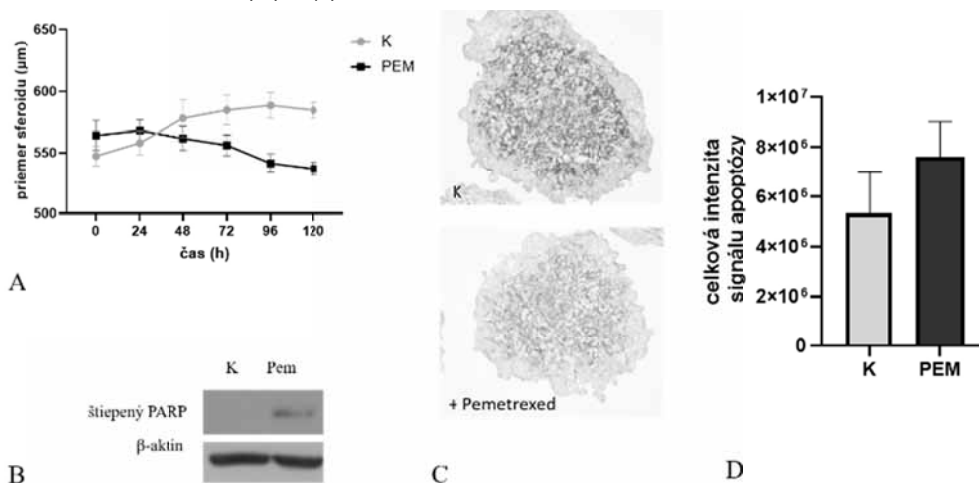 650
600
550
500
priemer sferoidu (µm)
0 24 48 72 96 120
čas (h)
K
PEM
A
K Pem
štiepený PARP
β-aktin
B
K
+ Pemetrexed
C
1×10⁷
8×10⁶
6×10⁶
4×10⁶
2×10⁶
0
celková intenzita
signálu apoptózy
K PEM
D